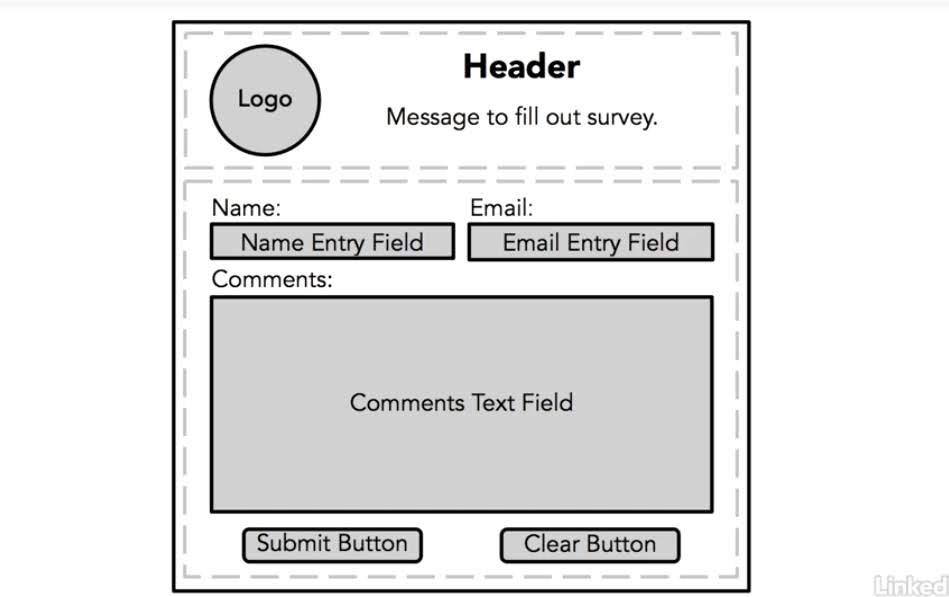 Header
Logo
Message to fill out survey.
Name: Email:
Name Entry Field Email Entry Field
Comments:
Comments Text Field
Submit Button Clear Button
Linked